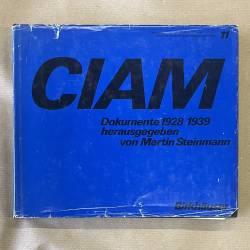 11
CIAM
Dokumente 1928 1939
herausgegeben
von Martin Steinmann
Birkhäuser